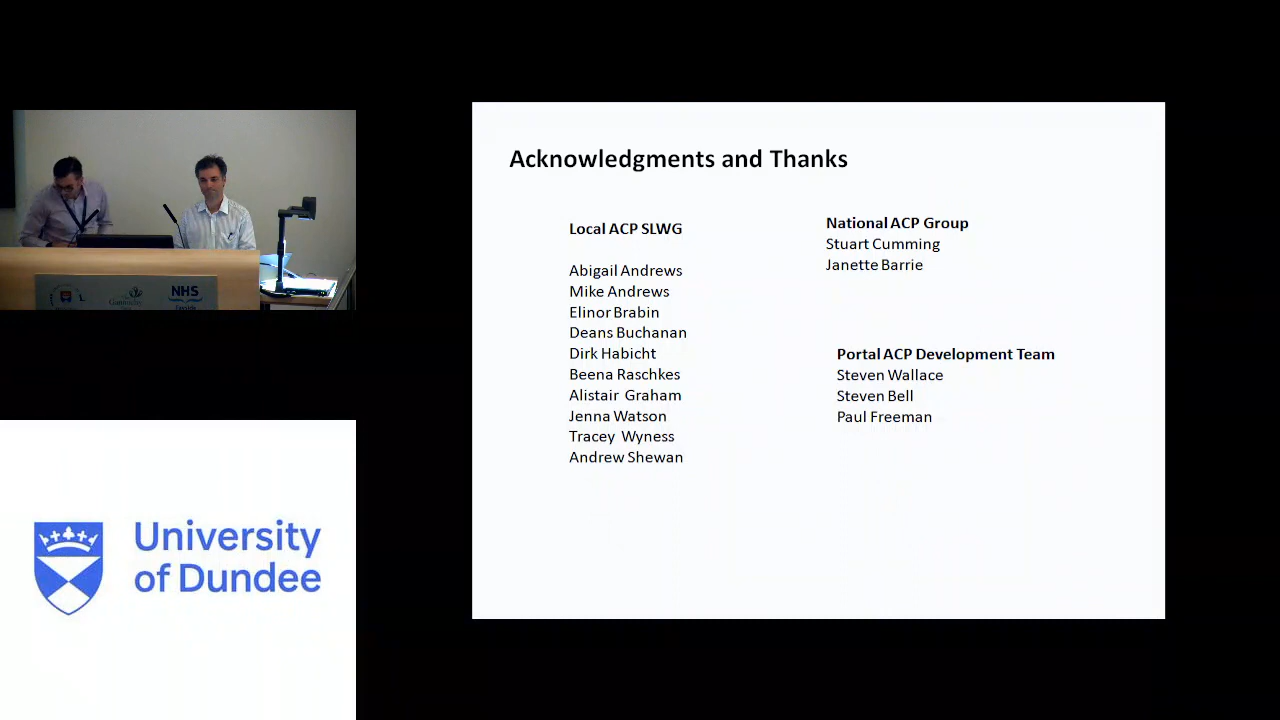 Acknowledgments and Thanks
Local ACP SLWG
Abigail Andrews
Mike Andrews
Elinor Brabin
Deans Buchanan
Dirk Habicht
Beena Raschkes
Alistair Graham
Jenna Watson
Tracey Wyness
Andrew Shewan
National ACP Group
Stuart Cumming
Janette Barrie
Portal ACP Development Team
Steven Wallace
Steven Bell
Paul Freeman
NHS
University
of Dundee